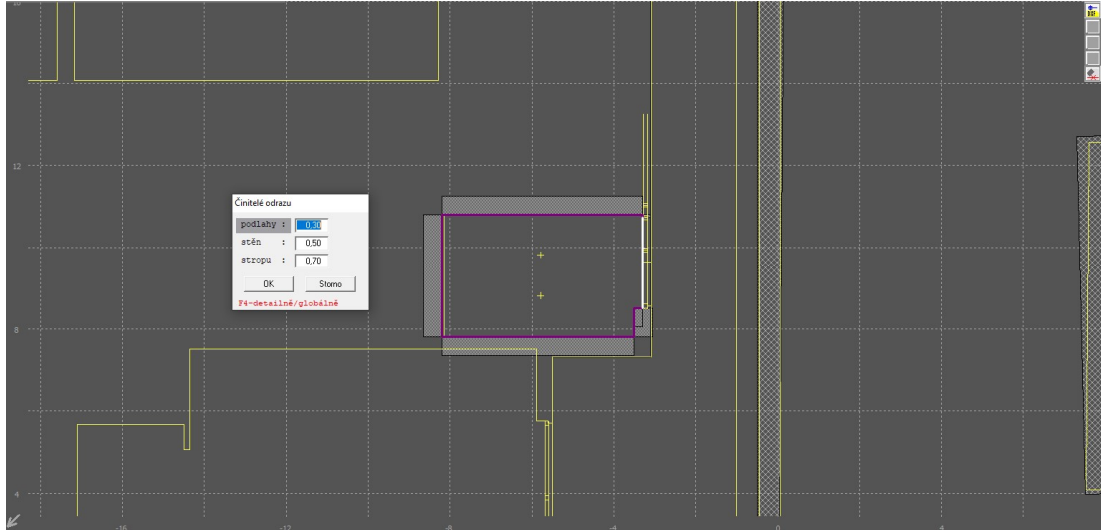 16
12
8
4
Činitelé odrazu
podlahy : 0,30
stěn : 0,50
stropu : 0,70
OK Storno
F4-detailně/globálně
-16 -12 -8 -4 0 4